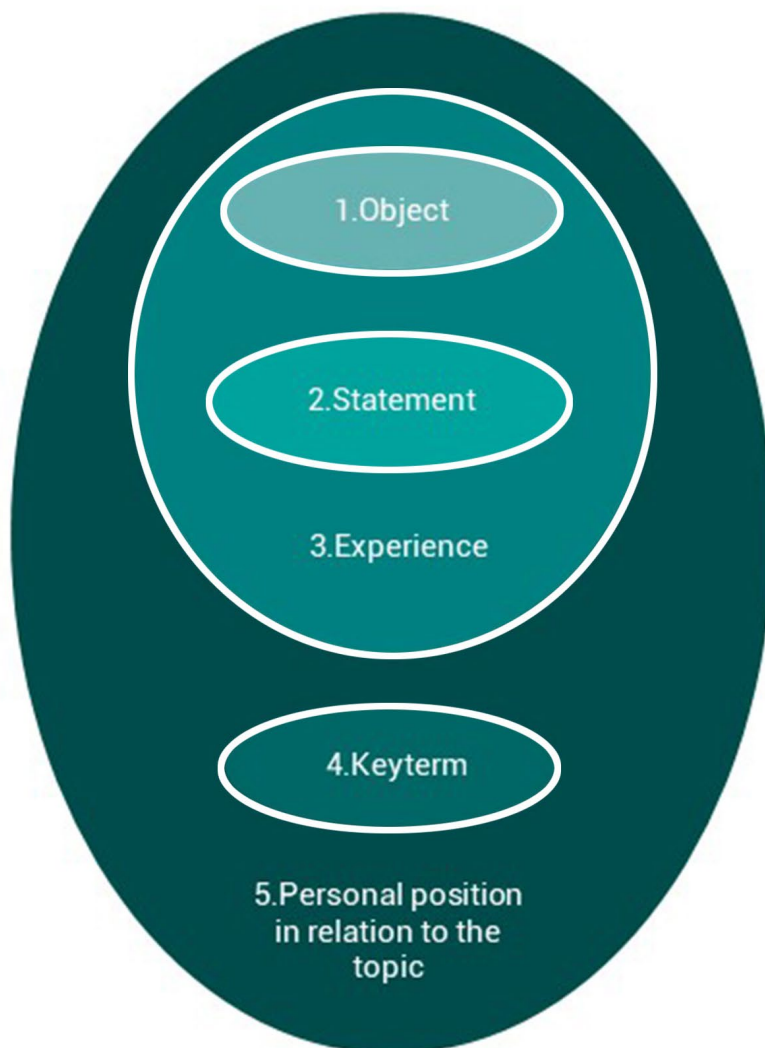 1.Object
2.Statement
3.Experience
4.Keyterm
5.Personal position
in relation to the
topic